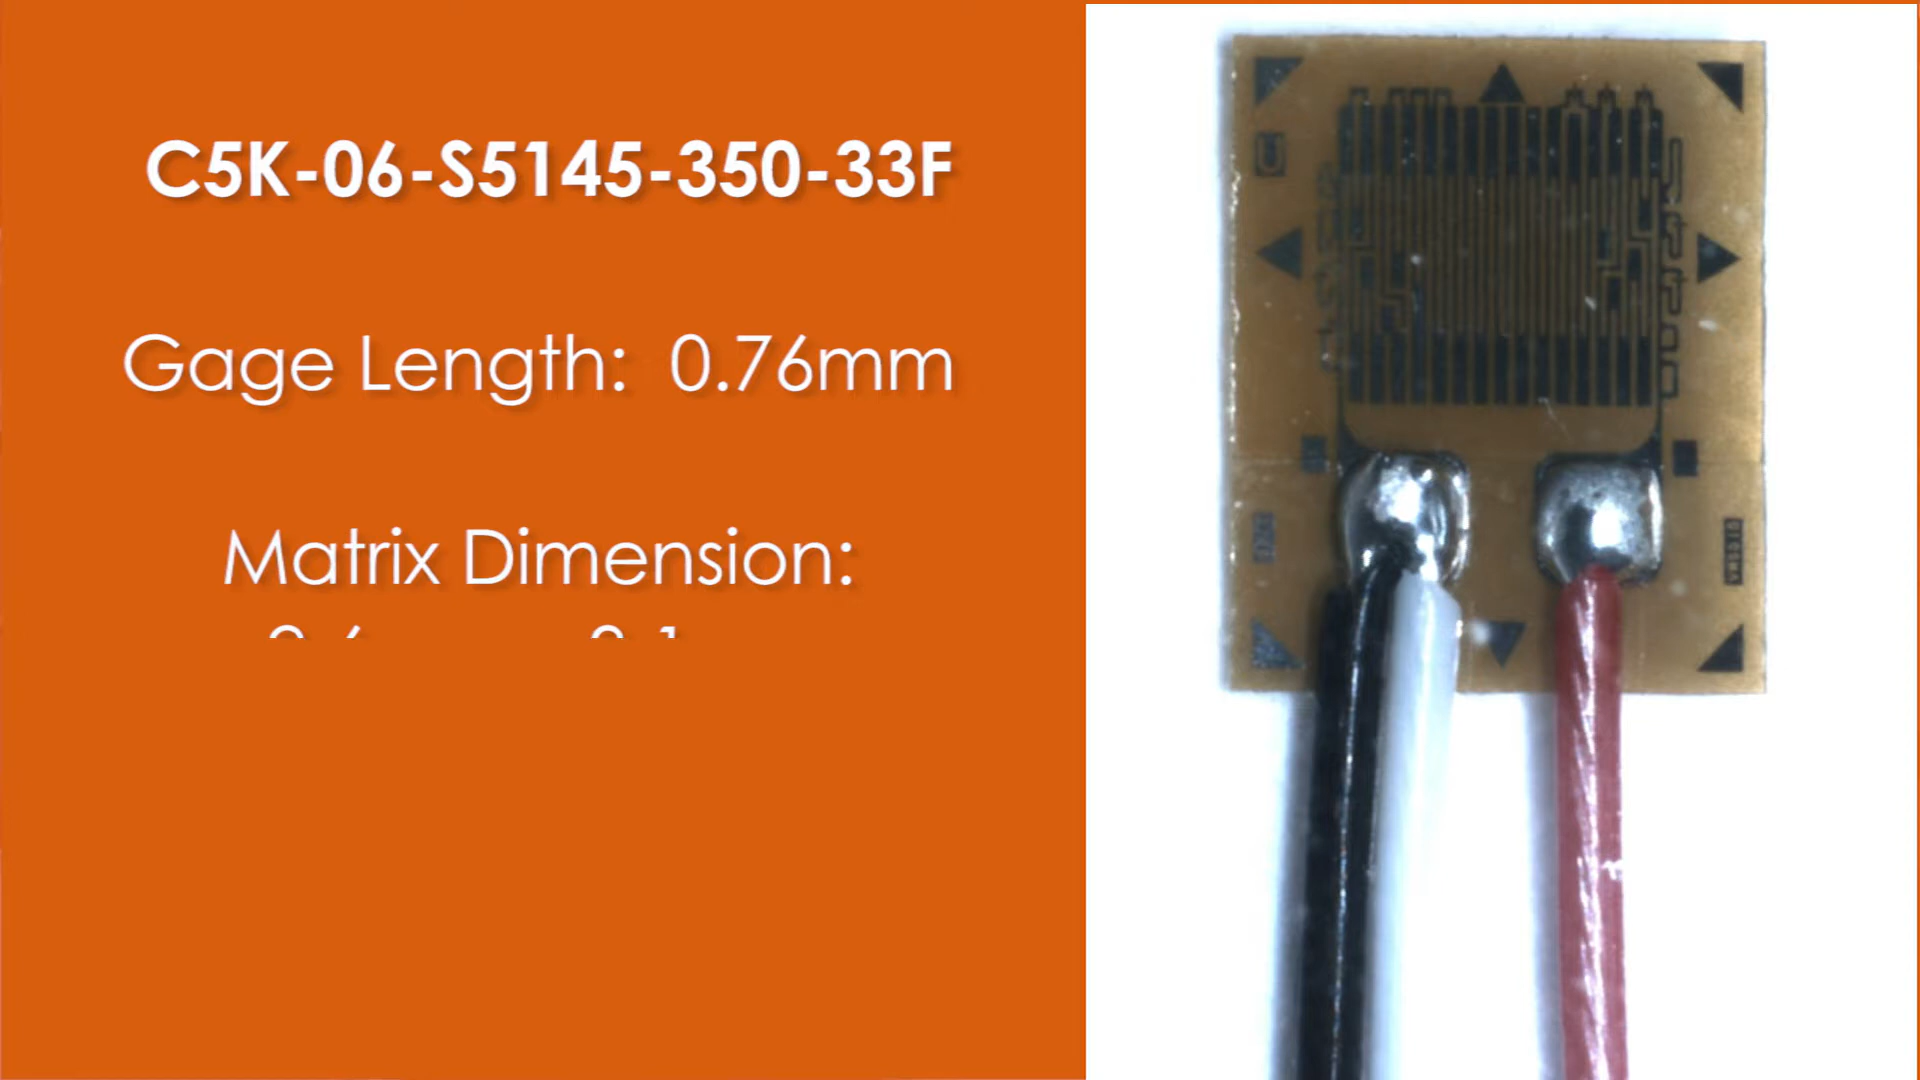 C5K-06-S5145-350-33F
Gage Length: 0.76mm
Matrix Dimension: